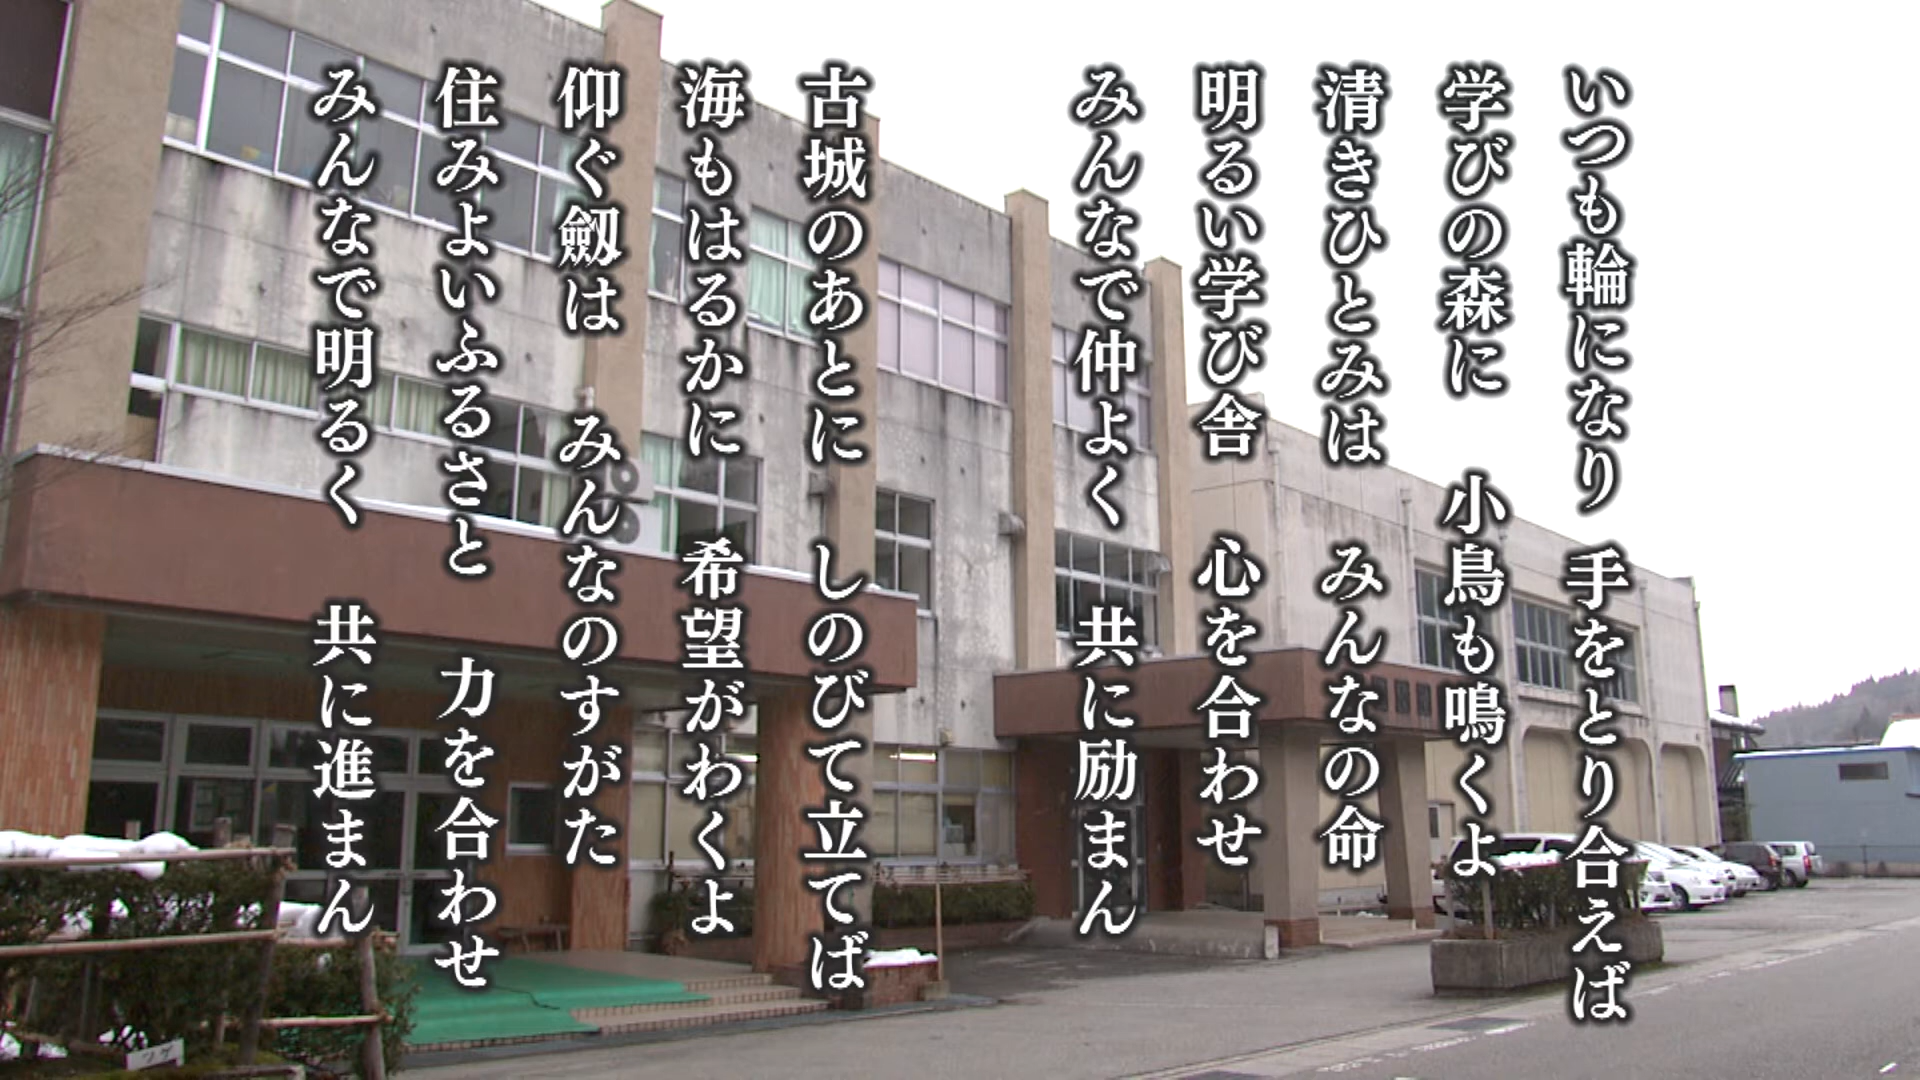 いつも輪になり 手をとり合えば
学びの森に 小鳥も鳴くよ
清きひとみは みんなの命
明るい学び舎 心を合わせ
みんなで仲よく 共に励まん
古城のあとに しのびて立てば
海もはるかに 希望がわくよ
仰ぐ劔は みんなのすがた
住みよいふるさと 力を合わせ
みんなで明るく 共に進まん